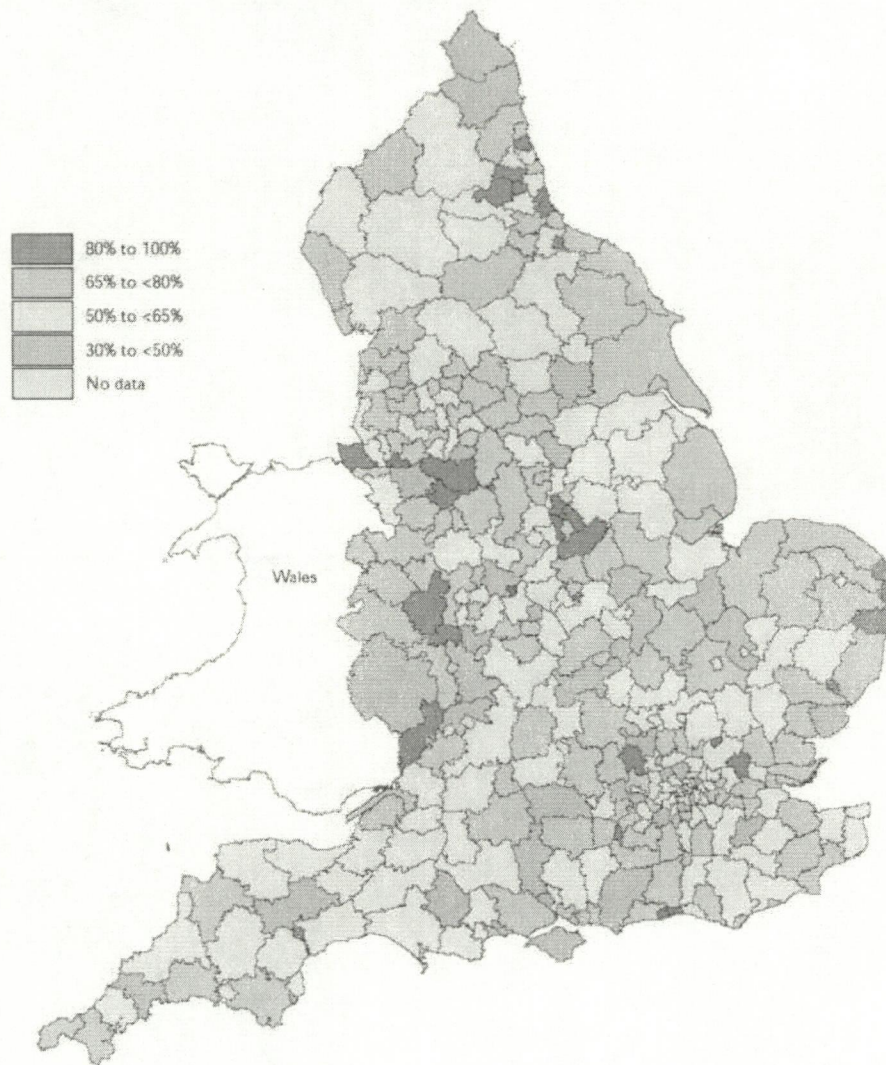 80% to 100%
65% to <80%
50% to <65%
30% to <50%
No data
Wales